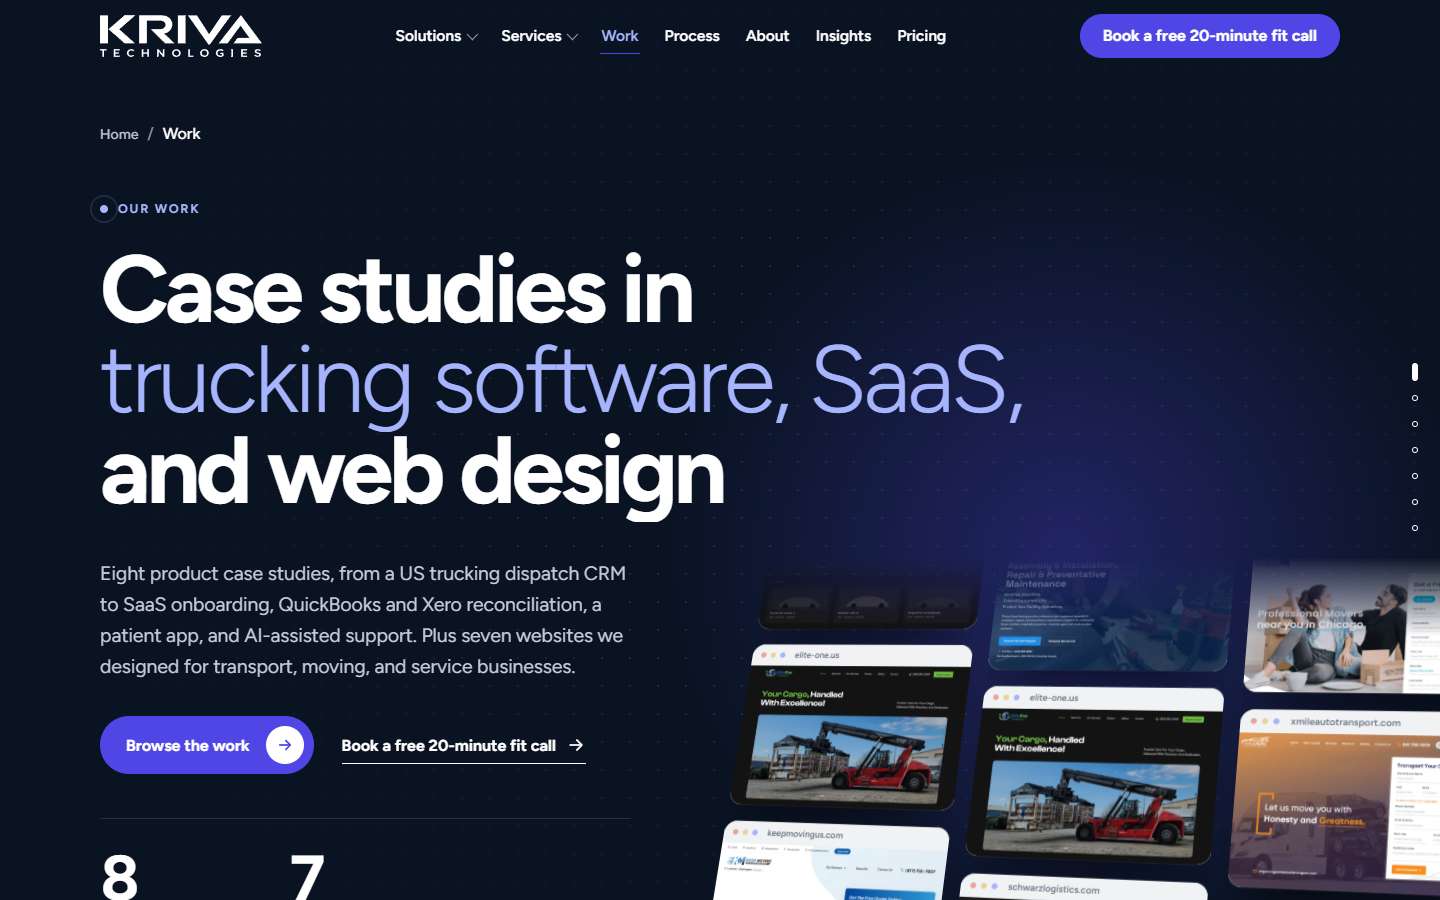 KRIVA
TECHNOLOGIES
Solutions
Services
Work
Process
About
Insights
Pricing
Book a free 20-minute fit call
Home / Work
OUR WORK
Case studies in
trucking software, SaaS,
and web design
Eight product case studies, from a US trucking dispatch CRM
to SaaS onboarding, QuickBooks and Xero reconciliation, a
patient app, and AI-assisted support. Plus seven websites we
designed for transport, moving, and service businesses.
Browse the work
Book a free 20-minute fit call
8
7
Repair & Preventative
Maintenance
Professional Movers
near you in Chicago.
elite-one.us
Your Cargo, Handled
With Excellence!
elite-one.us
Your Cargo, Handled
With Excellence!
xmileautotransport.com
Let us move you with
Honesty and Greatness.
keepmovingus.com
schwarzlogistics.com